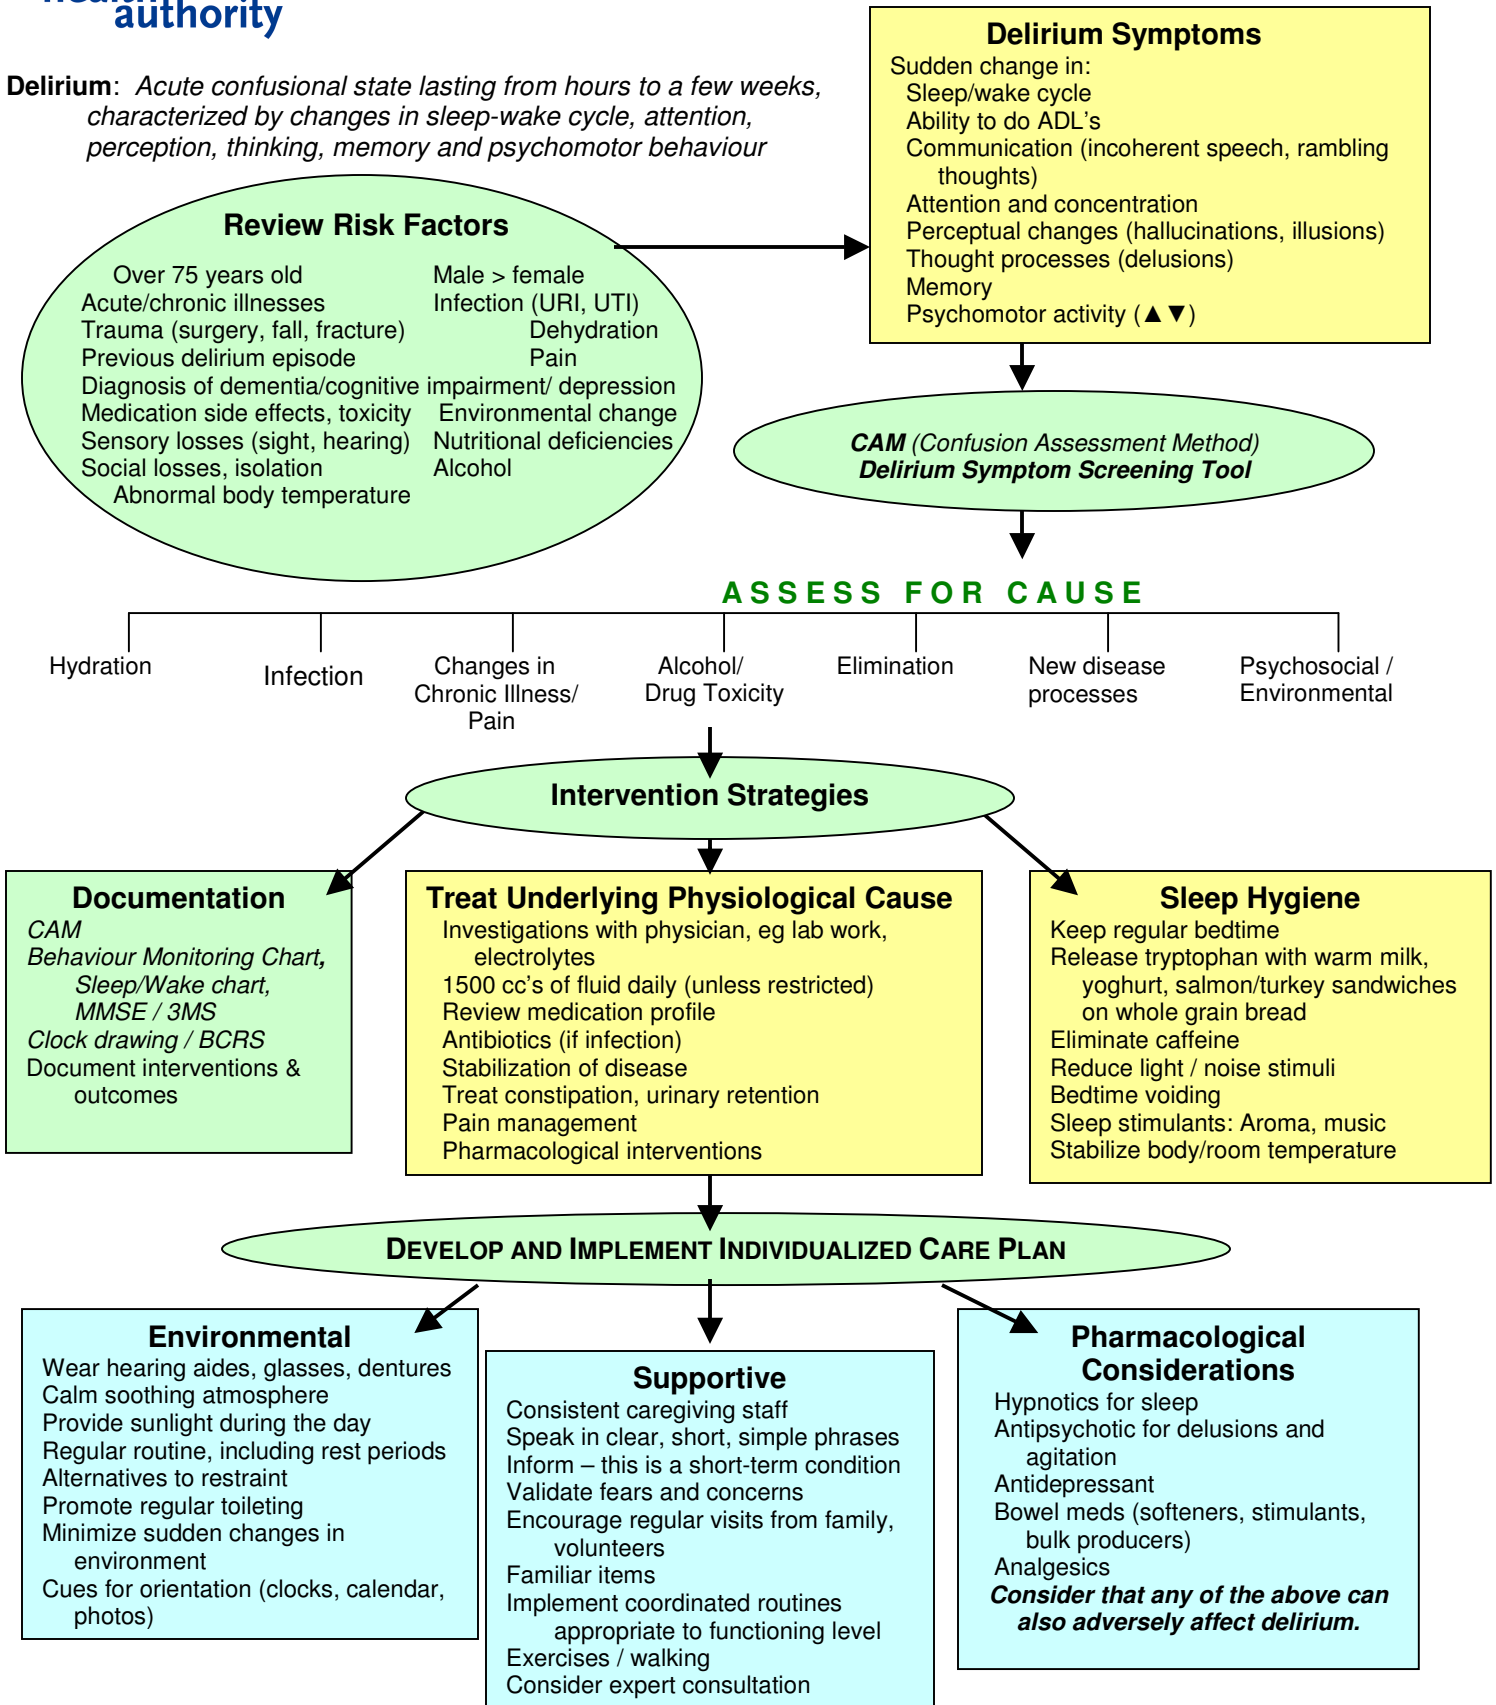 authority
Delirium: Acute confusional state lasting from hours to a few weeks,
characterized by changes in sleep-wake cycle, attention,
perception, thinking, memory and psychomotor behaviour
Delirium Symptoms
Sudden change in:
Sleep/wake cycle
Ability to do ADL's
Communication (incoherent speech, rambling
thoughts)
Attention and concentration
Perceptual changes (hallucinations, illusions)
Thought processes (delusions)
Memory
Psychomotor activity (▲▼)
Review Risk Factors
Over 75 years old Male > female
Acute/chronic illnesses Infection (URI, UTI)
Trauma (surgery, fall, fracture) Dehydration
Previous delirium episode Pain
Diagnosis of dementia/cognitive impairment/ depression
Medication side effects, toxicity Environmental change
Sensory losses (sight, hearing) Nutritional deficiencies
Social losses, isolation Alcohol
Abnormal body temperature
CAM (Confusion Assessment Method)
Delirium Symptom Screening Tool
ASSESS FOR CAUSE
Hydration
Infection
Changes in
Chronic Illness/
Pain
Alcohol/
Drug Toxicity
Elimination
New disease
processes
Psychosocial /
Environmental
Intervention Strategies
Documentation
CAM
Behaviour Monitoring Chart,
Sleep/Wake chart,
MMSE / 3MS
Clock drawing / BCRS
Document interventions &
outcomes
Treat Underlying Physiological Cause
Investigations with physician, eg lab work,
electrolytes
1500 cc's of fluid daily (unless restricted)
Review medication profile
Antibiotics (if infection)
Stabilization of disease
Treat constipation, urinary retention
Pain management
Pharmacological interventions
Sleep Hygiene
Keep regular bedtime
Release tryptophan with warm milk,
yoghurt, salmon/turkey sandwiches
on whole grain bread
Eliminate caffeine
Reduce light / noise stimuli
Bedtime voiding
Sleep stimulants: Aroma, music
Stabilize body/room temperature
DEVELOP AND IMPLEMENT INDIVIDUALIZED CARE PLAN
Environmental
Wear hearing aides, glasses, dentures
Calm soothing atmosphere
Provide sunlight during the day
Regular routine, including rest periods
Alternatives to restraint
Promote regular toileting
Minimize sudden changes in
environment
Cues for orientation (clocks, calendar,
photos)
Supportive
Consistent caregiving staff
Speak in clear, short, simple phrases
Inform – this is a short-term condition
Validate fears and concerns
Encourage regular visits from family,
volunteers
Familiar items
Implement coordinated routines
appropriate to functioning level
Exercises / walking
Consider expert consultation
Pharmacological
Considerations
Hypnotics for sleep
Antipsychotic for delusions and
agitation
Antidepressant
Bowel meds (softeners, stimulants,
bulk producers)
Analgesics
Consider that any of the above can
also adversely affect delirium.